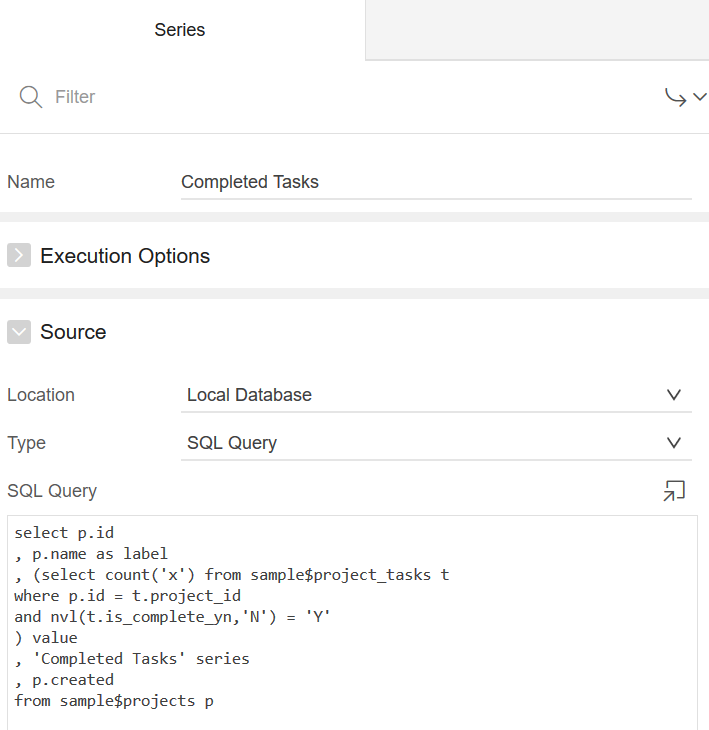 Series
Filter
Name Completed Tasks
Execution Options
Source
Location Local Database
Type SQL Query
SQL Query
select p.id
, p.name as label
, (select count('x') from sample$project_tasks t
where p.id = t.project_id
and nvl(t.is_complete_yn,'N') = 'Y'
) value
, 'Completed Tasks' series
, p.created
from sample$projects p